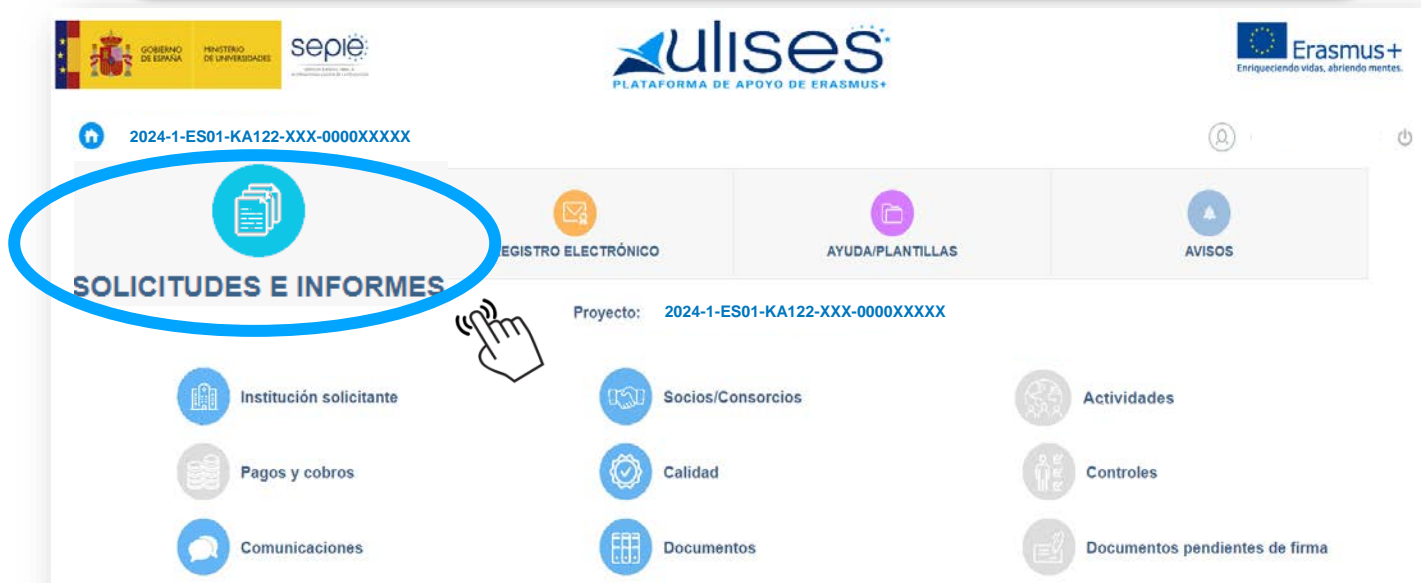 GOBIERNO DE ESPAÑA
MINISTERIO DE UNIVERSIDADES
sepie
ulises
PLATAFORMA DE APOYO DE ERASMUS+
Erasmus+
Enriqueciendo vidas, abriendo mentes.
2024-1-ES01-KA122-XXX-0000XXXXX
SOLICITUDES E INFORMES
EGISTRO ELECTRÓNICO
AYUDA/PLANTILLAS
AVISOS
Proyecto: 2024-1-ES01-KA122-XXX-0000XXXXX
Institución solicitante
Socios/Consorcios
Actividades
Pagos y cobros
Calidad
Controles
Comunicaciones
Documentos
Documentos pendientes de firma